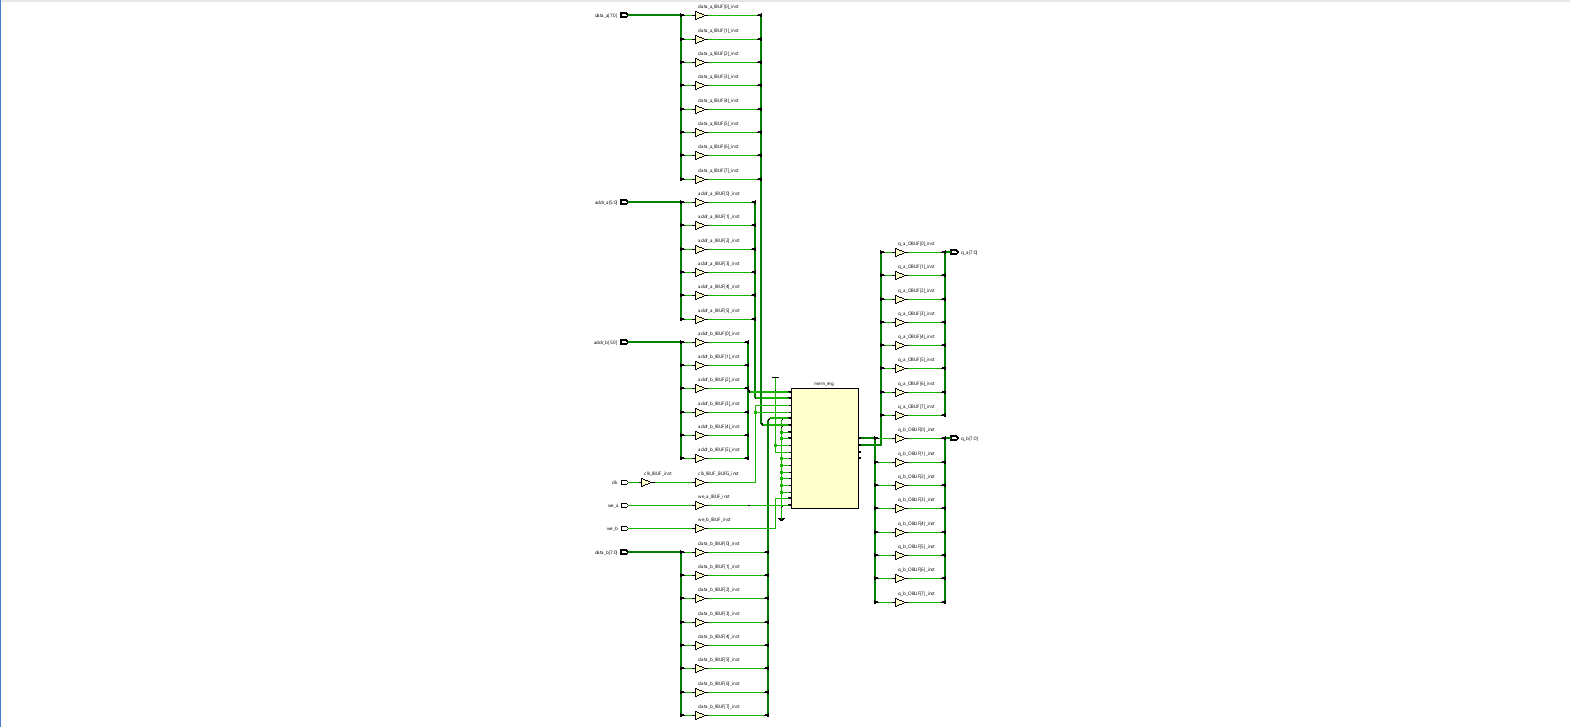 data_a[7:0]
data_a_IBUF[0]_inst
data_a_IBUF[1]_inst
data_a_IBUF[2]_inst
data_a_IBUF[3]_inst
data_a_IBUF[4]_inst
data_a_IBUF[5]_inst
data_a_IBUF[6]_inst
data_a_IBUF[7]_inst
addr_a[5:0]
addr_a_IBUF[0]_inst
addr_a_IBUF[1]_inst
addr_a_IBUF[2]_inst
addr_a_IBUF[3]_inst
addr_a_IBUF[4]_inst
addr_a_IBUF[5]_inst
addr_b[5:0]
addr_b_IBUF[0]_inst
addr_b_IBUF[1]_inst
addr_b_IBUF[2]_inst
addr_b_IBUF[3]_inst
addr_b_IBUF[4]_inst
addr_b_IBUF[5]_inst
clk
clk_IBUF_inst
clk_IBUF_BUFG_inst
we_a
we_a_IBUF_inst
we_b
we_b_IBUF_inst
data_b[7:0]
data_b_IBUF[0]_inst
data_b_IBUF[1]_inst
data_b_IBUF[2]_inst
data_b_IBUF[3]_inst
data_b_IBUF[4]_inst
data_b_IBUF[5]_inst
data_b_IBUF[6]_inst
data_b_IBUF[7]_inst
mem_reg
q_a_OBUF[0]_inst
q_a[7:0]
q_a_OBUF[1]_inst
q_a_OBUF[2]_inst
q_a_OBUF[3]_inst
q_a_OBUF[4]_inst
q_a_OBUF[5]_inst
q_a_OBUF[6]_inst
q_a_OBUF[7]_inst
q_b_OBUF[0]_inst
q_b[7:0]
q_b_OBUF[1]_inst
q_b_OBUF[2]_inst
q_b_OBUF[3]_inst
q_b_OBUF[4]_inst
q_b_OBUF[5]_inst
q_b_OBUF[6]_inst
q_b_OBUF[7]_inst